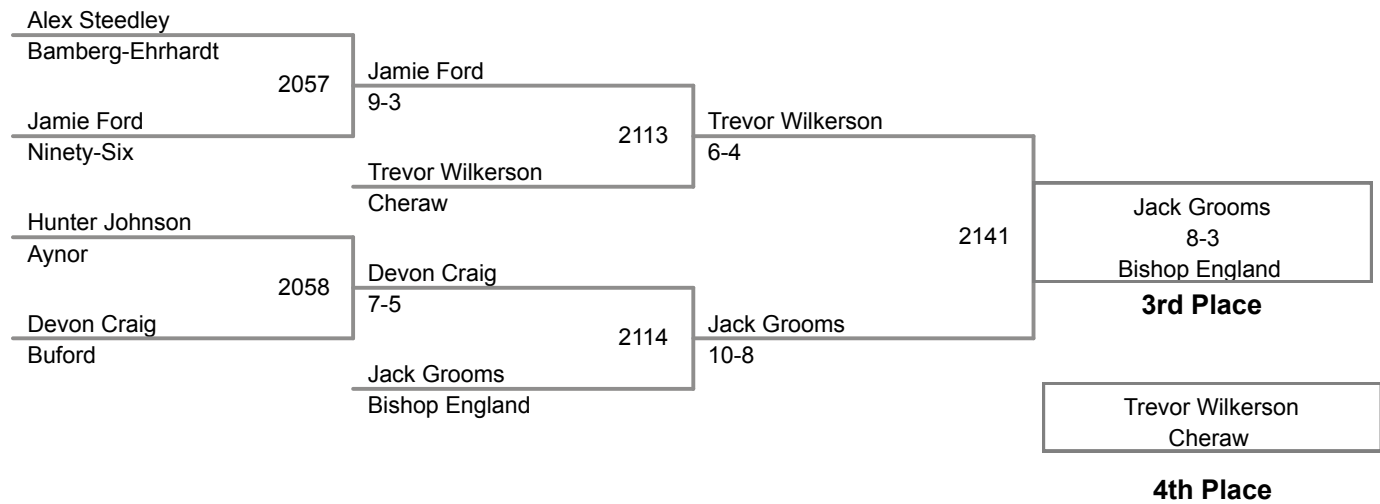 Alex Steedley
Bamberg-Ehrhardt
2057
Jamie Ford
9-3
Jamie Ford
Ninety-Six
2113
Trevor Wilkerson
6-4
Trevor Wilkerson
Cheraw
Hunter Johnson
Aynor
2058
Devon Craig
7-5
Devon Craig
Buford
2114
Jack Grooms
10-8
Jack Grooms
Bishop England
2141
Jack Grooms
8-3
Bishop England
3rd Place
Trevor Wilkerson
Cheraw
4th Place